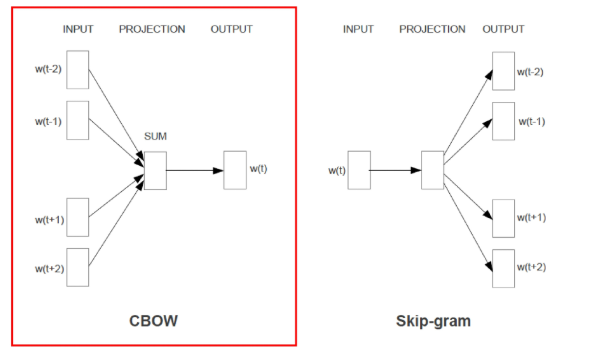 INPUT PROJECTION OUTPUT
w(t-2)
w(t-1)
SUM
w(t)
w(t+1)
w(t+2)
CBOW
INPUT PROJECTION OUTPUT
w(t-2)
w(t-1)
w(t)
w(t+1)
w(t+2)
Skip-gram